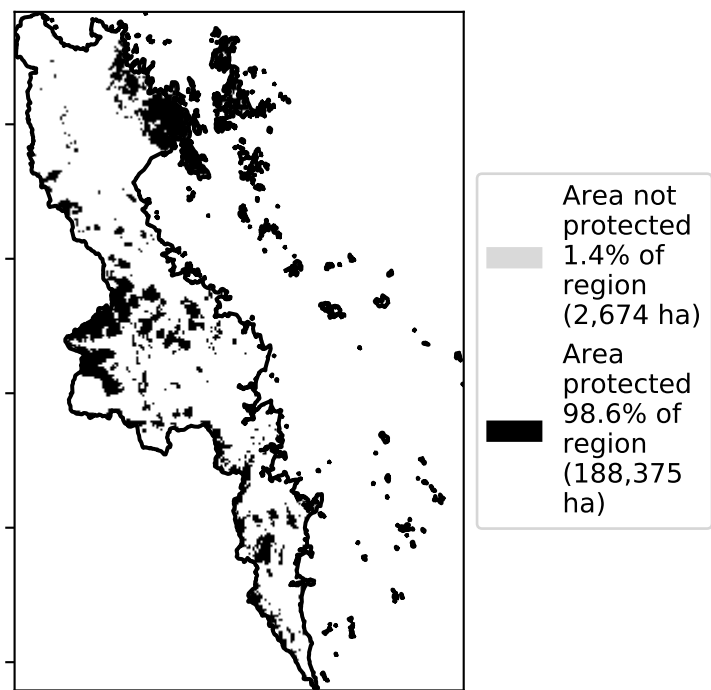 Area not
protected
1.4% of
region
(2,674 ha)
Area
protected
98.6% of
region
(188,375
ha)